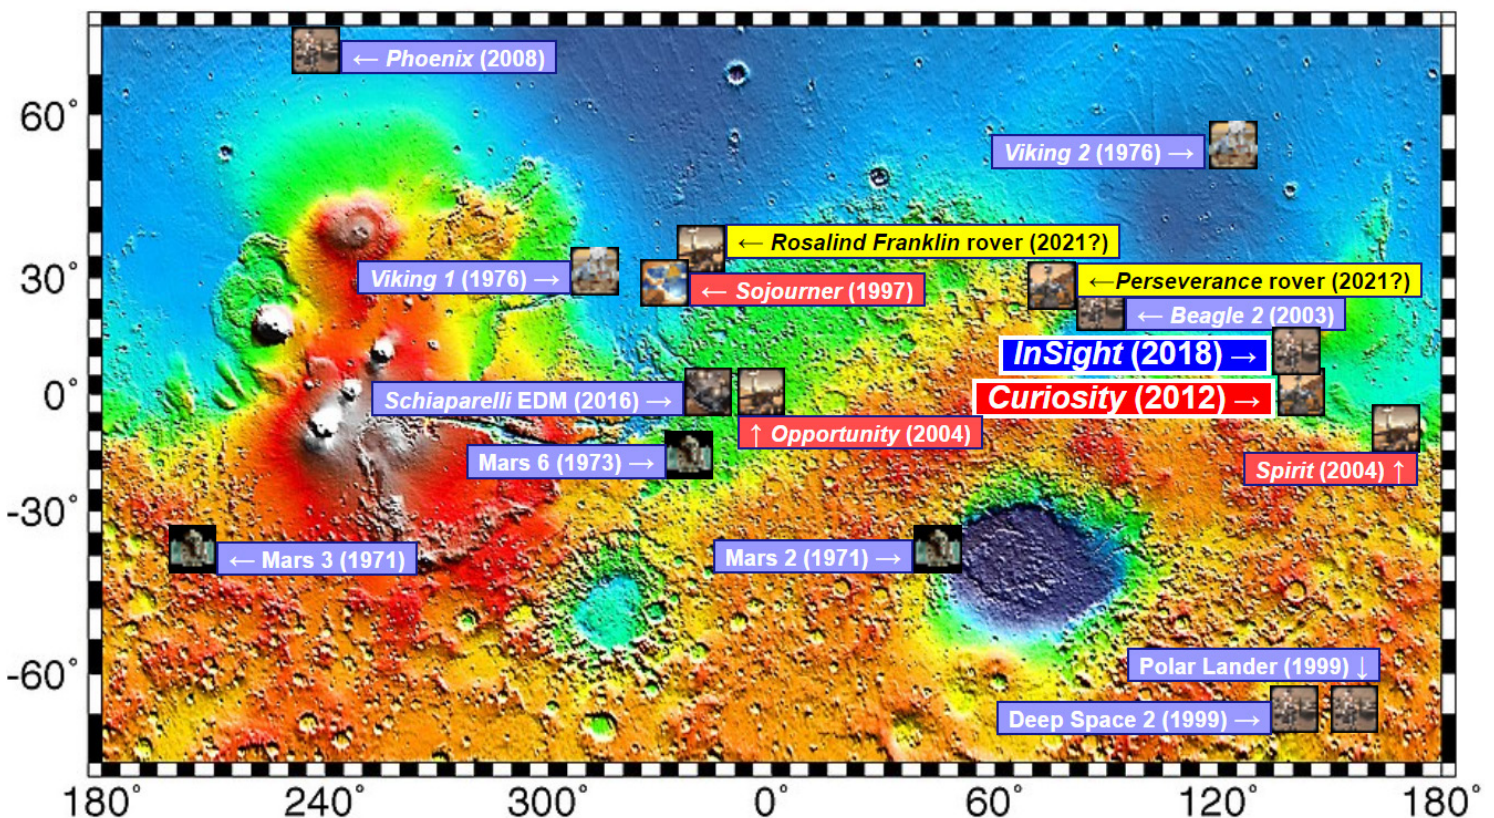 ← Phoenix (2008)
60°
Viking 2 (1976) →
← Rosalind Franklin rover (2021?)
30°
Viking 1 (1976) →
← Sojourner (1997)
←Perseverance rover (2021?)
← Beagle 2 (2003)
InSight (2018) →
0°
Schiaparelli EDM (2016) →
Curiosity (2012) →
↑ Opportunity (2004)
Mars 6 (1973) →
Spirit (2004) ↑
-30°
← Mars 3 (1971)
Mars 2 (1971) →
-60°
Polar Lander (1999) ↓
Deep Space 2 (1999) →
180° 240° 300° 0° 60° 120° 180°